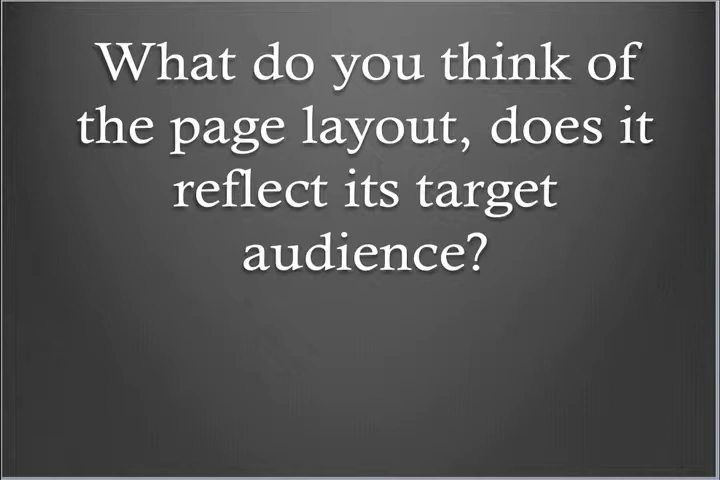 What do you think of
the page layout, does it
reflect its target
audience?